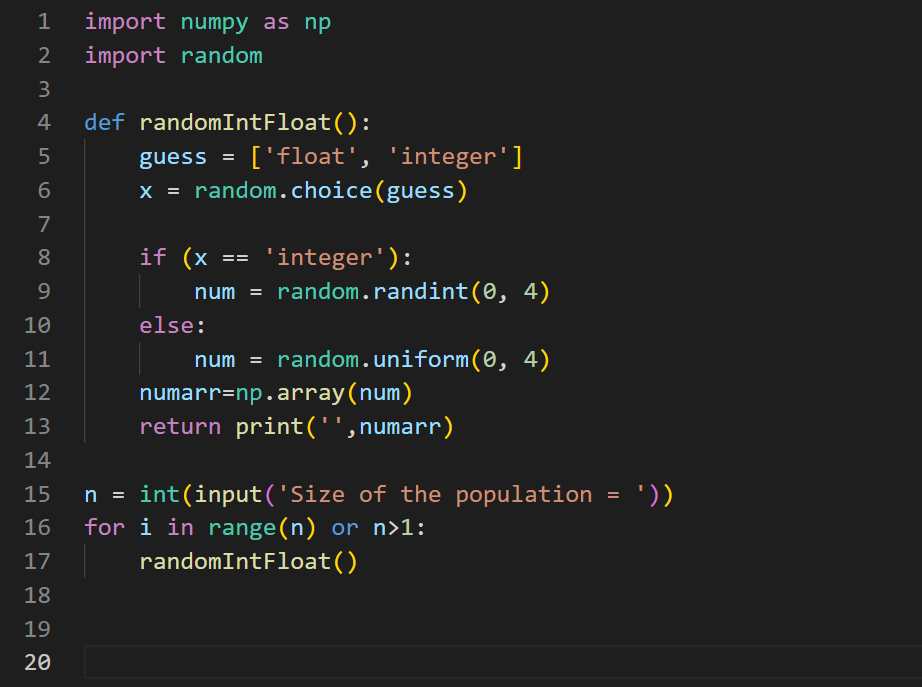 1 import numpy as np
2 import random
3
4 def randomIntFloat():
5     guess = ['float', 'integer']
6     x = random.choice(guess)
7
8     if (x == 'integer'):
9         num = random.randint(0, 4)
10     else:
11         num = random.uniform(0, 4)
12     numarr=np.array(num)
13     return print('',numarr)
14
15 n = int(input('Size of the population = '))
16 for i in range(n) or n>1:
17     randomIntFloat()
18
19
20